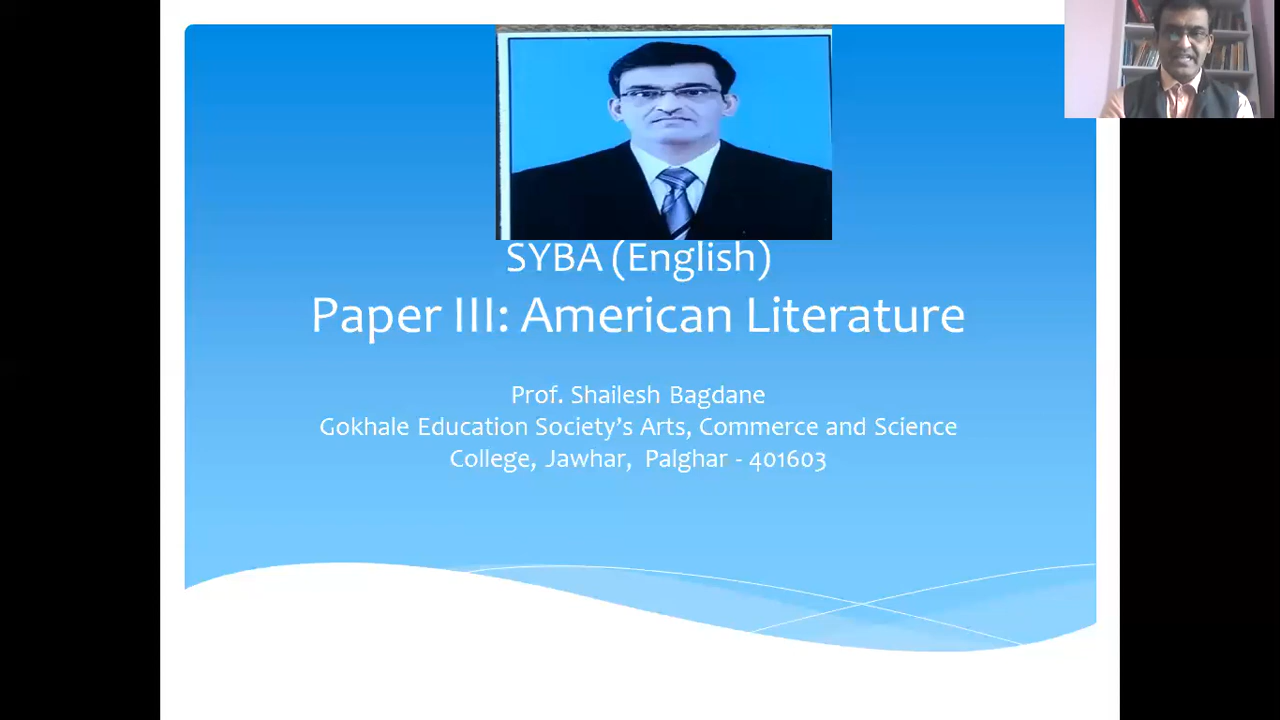 SYBA (English)
Paper III: American Literature
Prof. Shailesh Bagdane
Gokhale Education Society’s Arts, Commerce and Science
College, Jawhar, Palghar - 401603